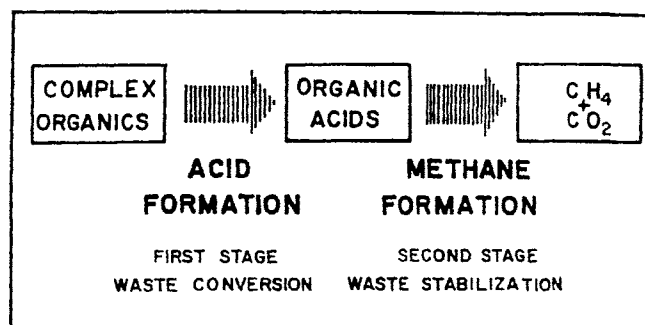 COMPLEX
ORGANICS
ORGANIC
ACIDS
CH4
+
CO2
ACID
FORMATION
METHANE
FORMATION
FIRST STAGE
WASTE CONVERSION
SECOND STAGE
WASTE STABILIZATION